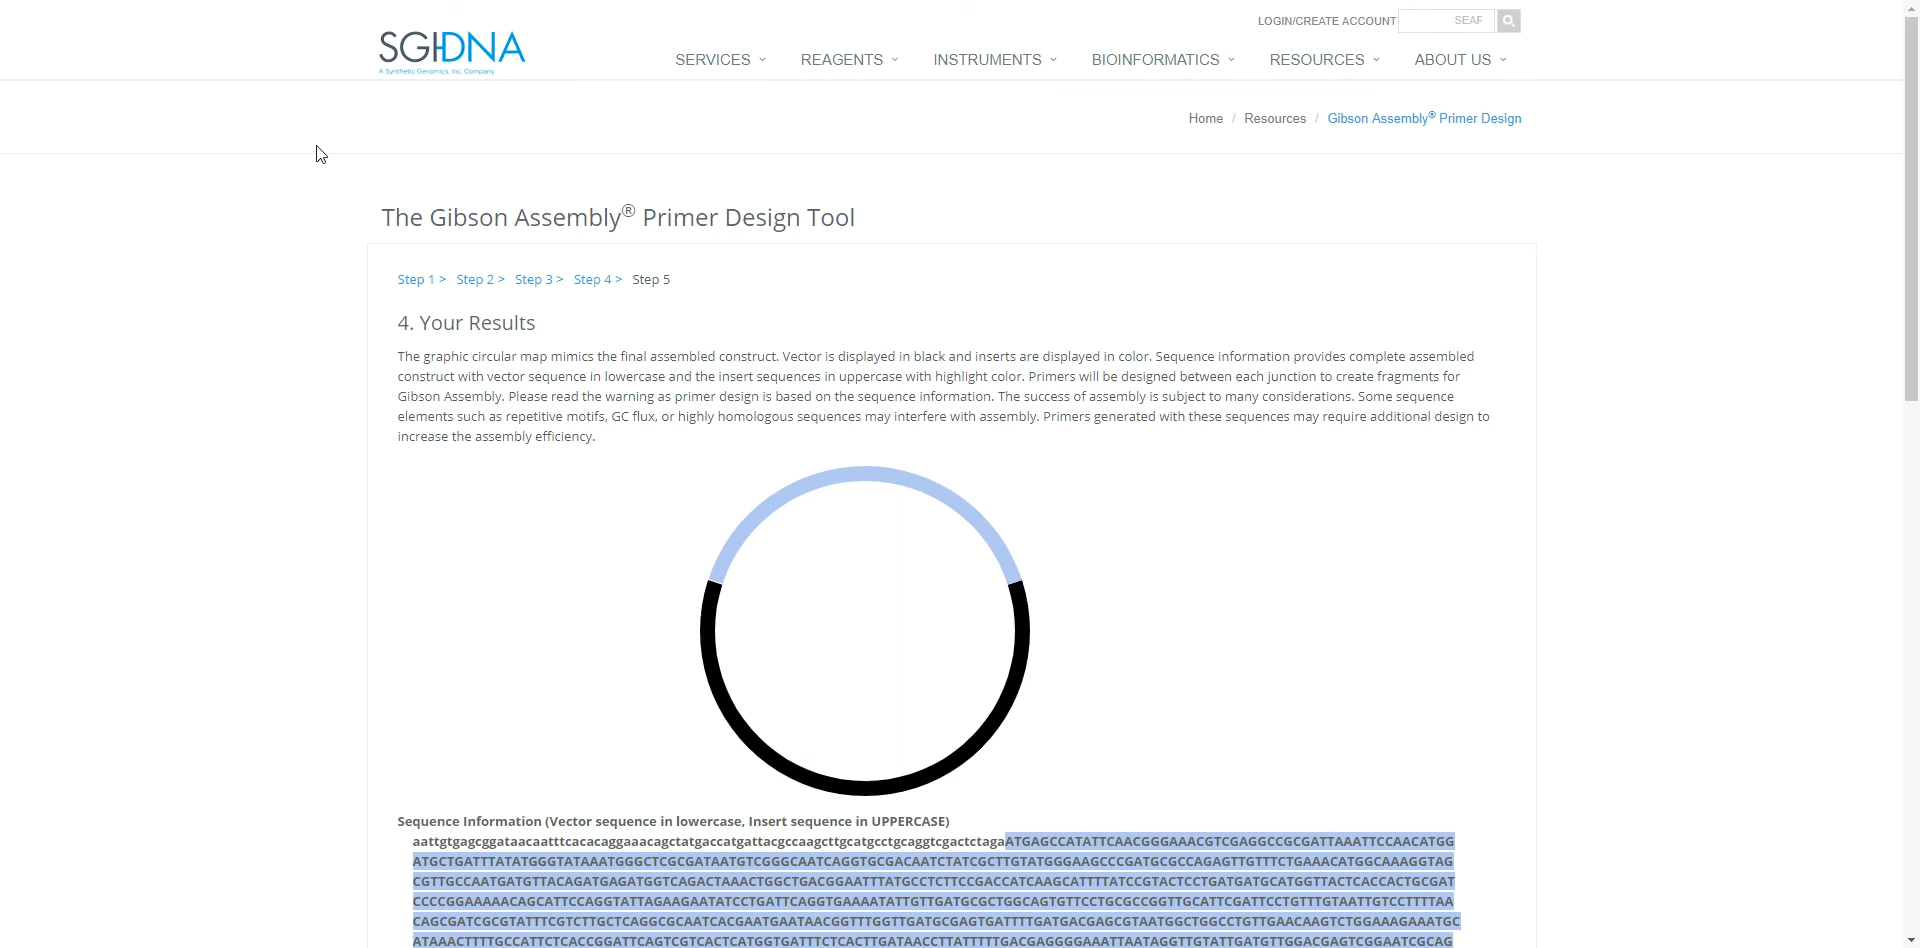 LOGIN/CREATE ACCOUNT SEAR
SGI-DNA
A Synthetic Genomics, Inc. Company
SERVICES REAGENTS INSTRUMENTS BIOINFORMATICS RESOURCES ABOUT US
Home / Resources / Gibson Assembly® Primer Design
The Gibson Assembly® Primer Design Tool
Step 1 > Step 2 > Step 3 > Step 4 > Step 5
4. Your Results
The graphic circular map mimics the final assembled construct. Vector is displayed in black and inserts are displayed in color. Sequence information provides complete assembled
construct with vector sequence in lowercase and the insert sequences in uppercase with highlight color. Primers will be designed between each junction to create fragments for
Gibson Assembly. Please read the warning as primer design is based on the sequence information. The success of assembly is subject to many considerations. Some sequence
elements such as repetitive motifs, GC flux, or highly homologous sequences may interfere with assembly. Primers generated with these sequences may require additional design to
increase the assembly efficiency.
Sequence Information (Vector sequence in lowercase, Insert sequence in UPPERCASE)
aattgtgagcggataacaatttcacacaggaaacagctatgaccatgattacgccaagcttgcatgcctgcaggtcgactctagaATGAGCCATATTCAACGGGAAACGTCGAGGCCGCGATTAAATTCCAACATGG
ATGCTGATTTATATGGGTATAAATGGGCTCGCGATAATGTCGGGCAATCAGGTGCGACAATCTATCGCTTGTATGGGAAGCCCGATGCGCCAGAGTTGTTTCTGAAACATGGCAAAGGTAG
CGTTGCCAATGATGTTACAGATGAGATGGTCAGACTAAACTGGCTGACGGAATTTATGCCTCTTCCGACCATCAAGCATTTTATCCGTACTCCTGATGATGCATGGTTACTCACCACTGCGAT
CCCCGGAAAAACAGCATTCCAGGTATTAGAAGAATATCCTGATTCAGGTGAAAATATTGTTGATGCGCTGGCAGTGTTCCTGCGCCGGTTGCATTCGATTCCTGTTTGTAATTGTCCTTTTAA
CAGCGATCGCGTATTTCGTCTTGCTCAGGCGCAATCACGAATGAATAACGGTTTGGTTGATGCGAGTGATTTTGATGACGAGCGTAATGGCTGGCCTGTTGAACAAGTCTGGAAAGAAATGC
ATAAACTTTTGCCATTCTCACCGGATTCAGTCGTCACTCATGGTGATTTCTCACTTGATAACCTTATTTTTGACGAGGGGAAATTAATAGGTTGTATTGATGTTGGACGAGTCGGAATCGCAG